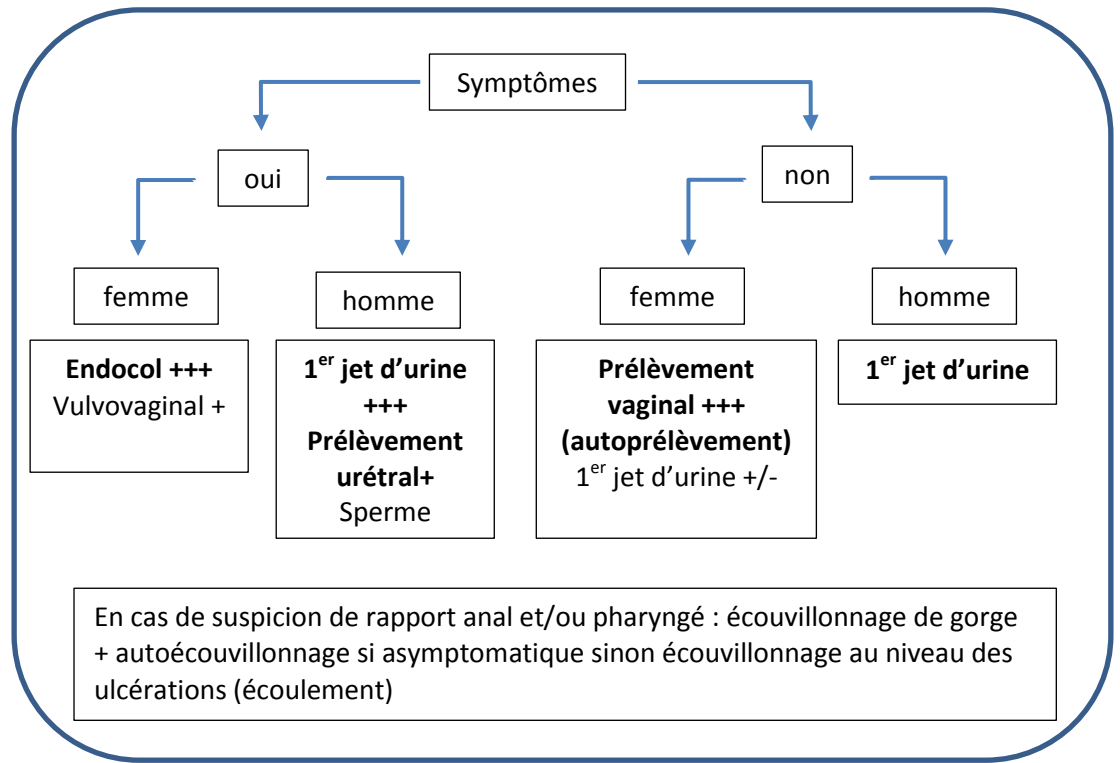 Symptômes
oui
non
femme
homme
femme
homme
Endocol +++
Vulvovaginal +
1er jet d’urine
+++
Prélèvement
urétral+
Sperme
Prélèvement
vaginal +++
(autoprélèvement)
1er jet d’urine +/-
1er jet d’urine
En cas de suspicion de rapport anal et/ou pharyngé : écouvillonnage de gorge
+ autoécouvillonnage si asymptomatique sinon écouvillonnage au niveau des
ulcérations (écoulement)